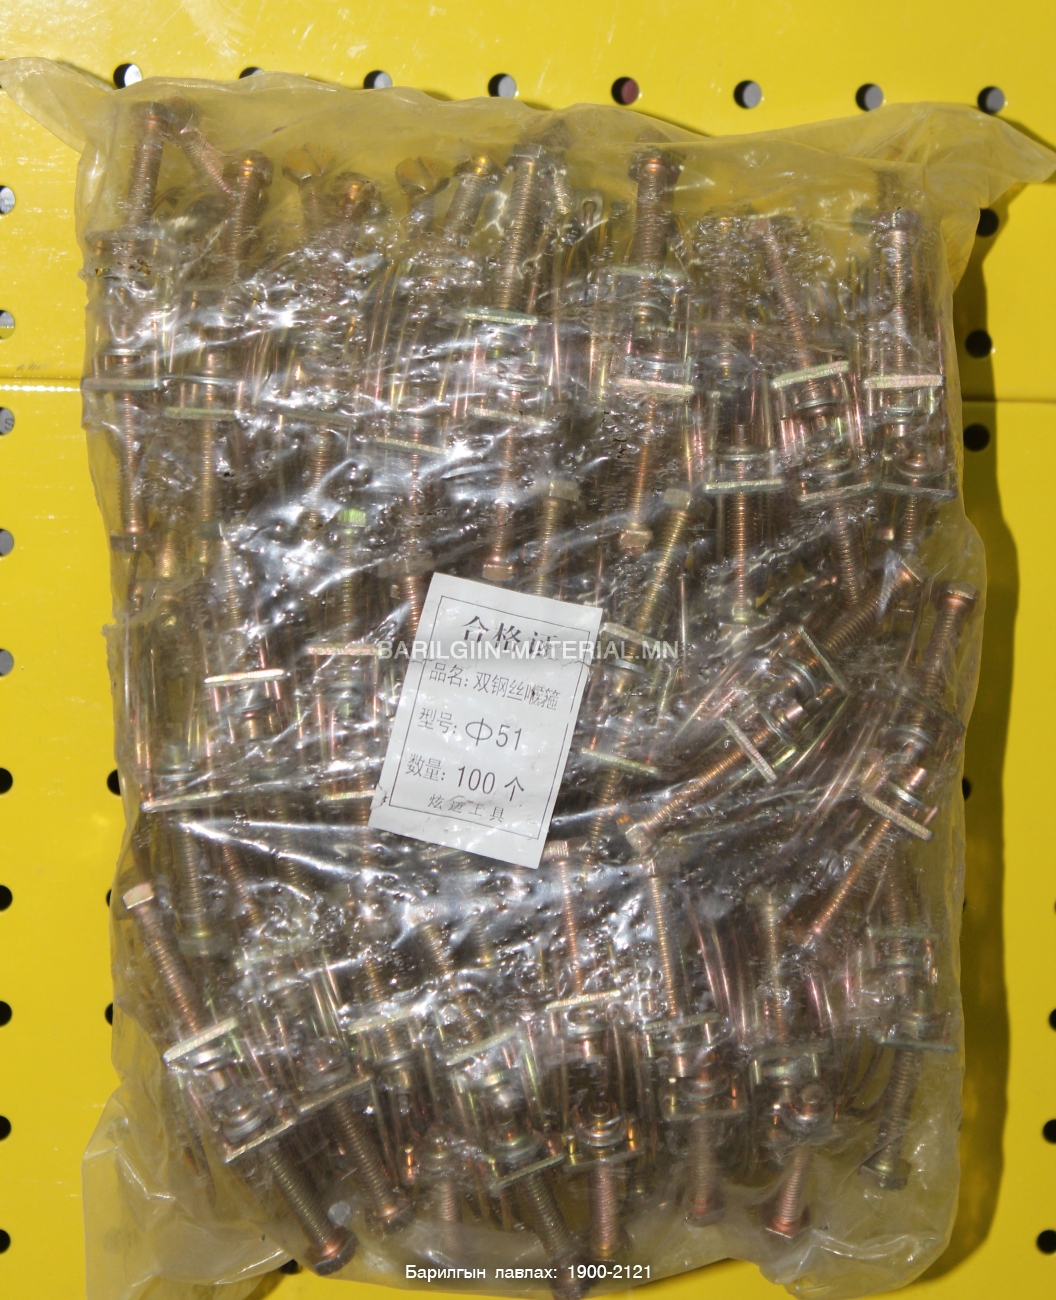 合格证
BARILGIIN-MATERIAL.MN
品名: 双钢丝喉箍
型号: Φ51
数量: 100 个
炫 工 具
Барилгын лавлах: 1900-2121